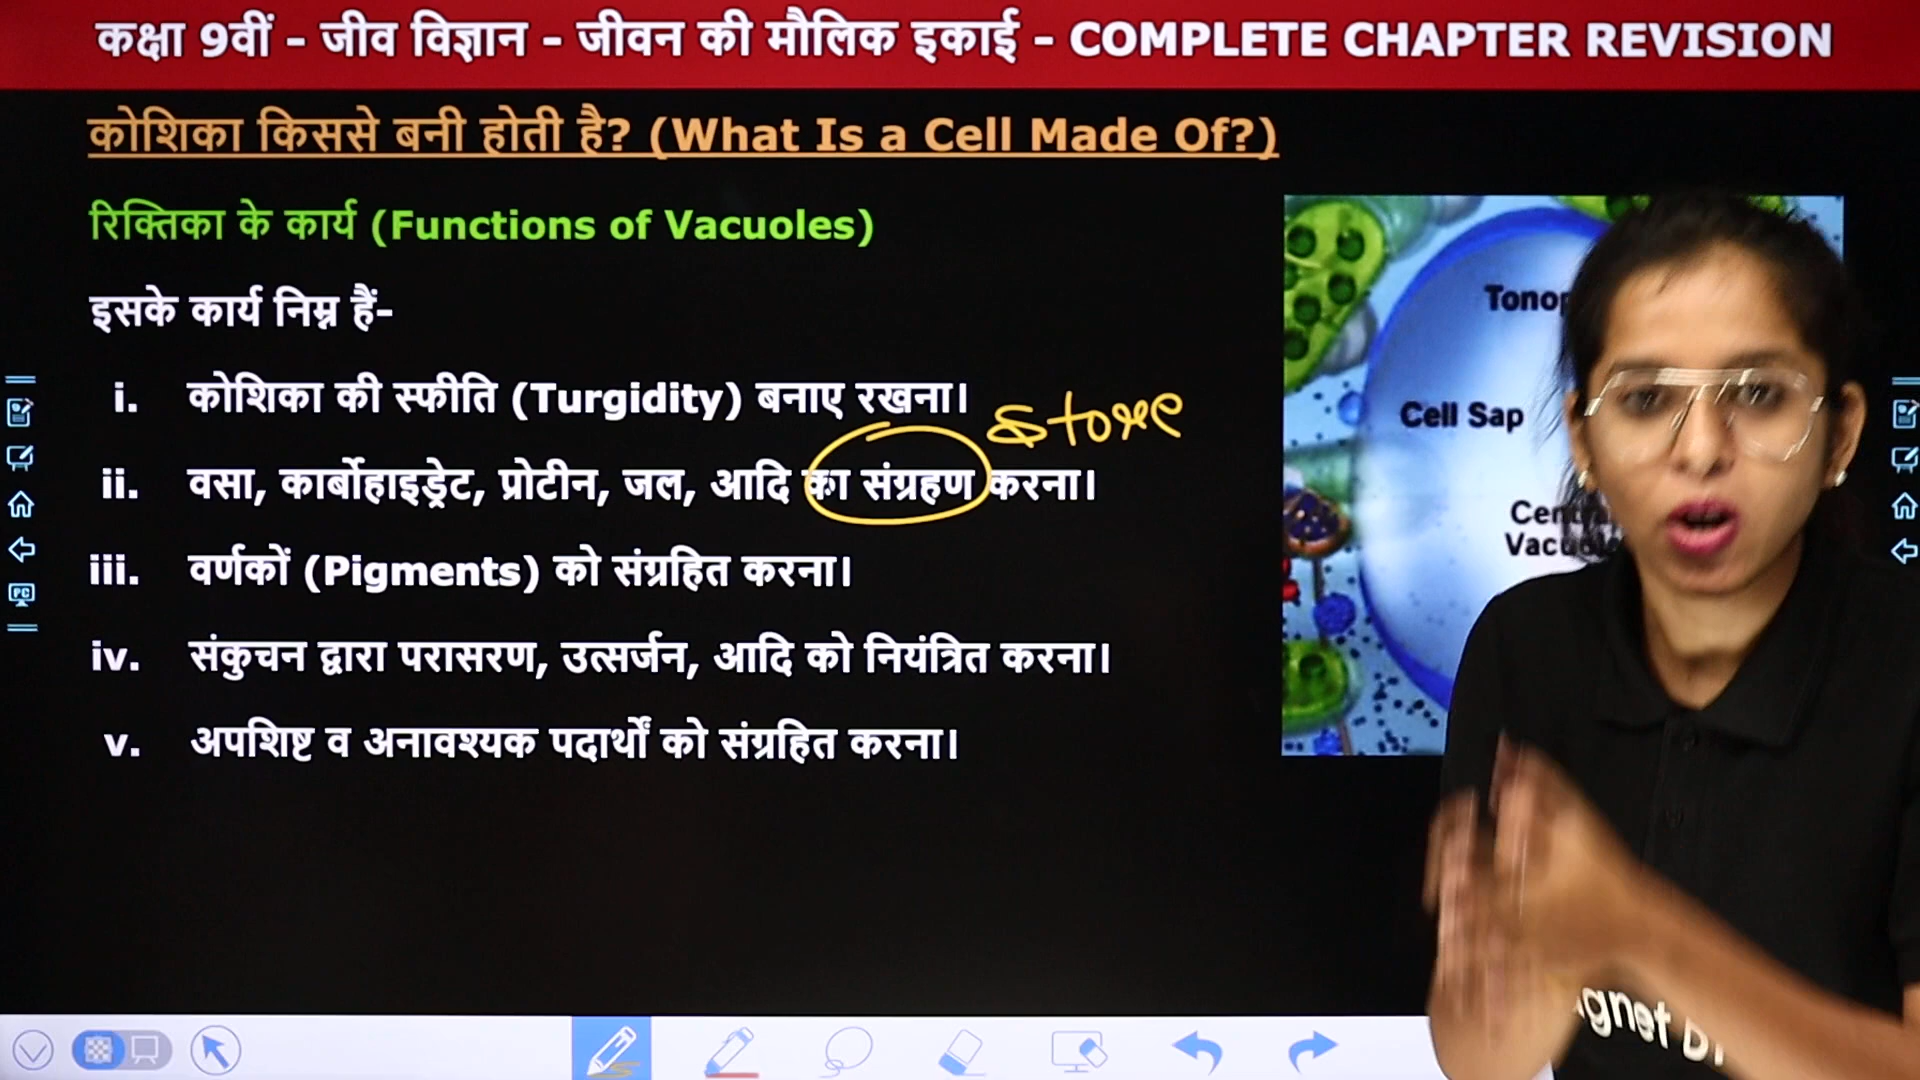 कक्षा 9वीं - जीव विज्ञान - जीवन की मौलिक इकाई - COMPLETE CHAPTER REVISION
कोशिका किससे बनी होती है? (What Is a Cell Made Of?)
रिक्तिका के कार्य (Functions of Vacuoles)
इसके कार्य निम्न हैं-
i. कोशिका की स्फीति (Turgidity) बनाए रखना।
store
ii. वसा, कार्बोहाइड्रेट, प्रोटीन, जल, आदि का संग्रहण करना।
iii. वर्णकों (Pigments) को संग्रहित करना।
iv. संकुचन द्वारा परासरण, उत्सर्जन, आदि को नियंत्रित करना।
v. अपशिष्ट व अनावश्यक पदार्थों को संग्रहित करना।
Cell Sap
PC